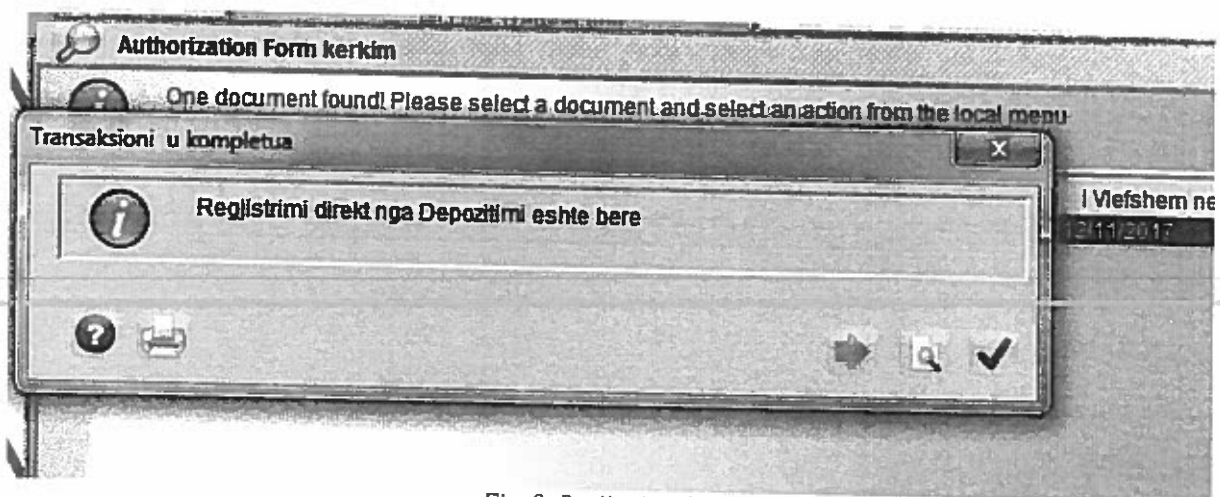 Authorization Form kerkim
One document found! Please select a document and select an action from the local menu
Transaksioni u kompletua
X
Regjistrimi direkt nga Depozitimi eshte bere
I Vlefshem ne
/11/2017